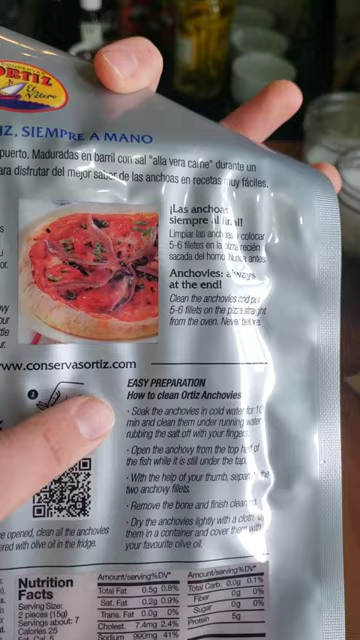 CONSERVAS
ORTIZ
El Velero
IZ, SIEMPRE A MANO
puerto. Maduradas en barril con sal "alla vera carne" durante un
ara disfrutar del mejor sabor de las anchoas en recetas muy fáciles.
¡Las anchoas
siempre al final!
Limpiar las anchoas y colocar
5-6 filetes en la pizza recién
sacada del horno. Nunca antes.
Anchovies: always
at the end!
Clean the anchovies and put
5-6 fillets on the pizza straight
from the oven. Never before.
www.conservasortiz.com
EASY PREPARATION
How to clean Ortiz Anchovies
· Soak the anchovies in cold water for 10
min and clean them under running water
rubbing the salt off with your fingers.
· Open the anchovy from the top half of
the fish while it is still under the tap.
· With the help of your thumb, separate the
two anchovy fillets.
· Remove the bone and finish cleaning.
· Dry the anchovies lightly with a cloth,
them in a container and cover them with
your favourite olive oil.
e opened, clean all the anchovies
ered with olive oil in the fridge.
Nutrition
Facts
Serving Size:
2 pieces (15g)
Servings about: 7
Calories 25
Fat. Cal. 5
Amount/serving%DV*
Total Fat 0.5g 0.8%
Sat. Fat 0.2g 0.9%
Trans. Fat 0.0g 0%
Cholest. 7.4mg 2.4%
Sodium 990mg 41%
Amount/serving%DV*
Total Carb. 0.0g 0.1%
Fiber 0g 0%
Sugar 0g 0%
Protein 5g